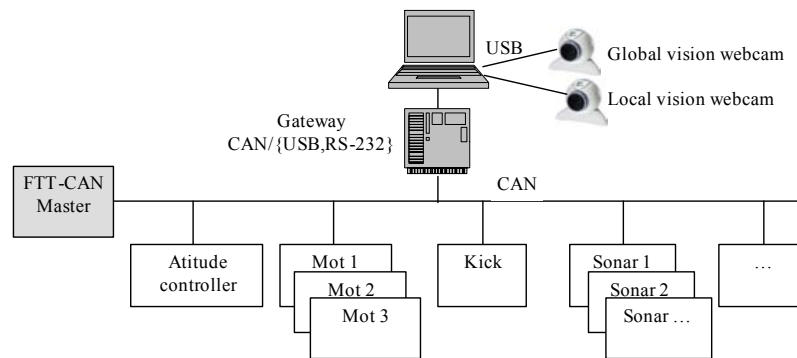 USB
Global vision webcam
Local vision webcam
Gateway
CAN/{USB,RS-232}
FTT-CAN
Master
CAN
Atitude
controller
Mot 1
Mot 2
Mot 3
Kick
Sonar 1
Sonar 2
Sonar ...
...